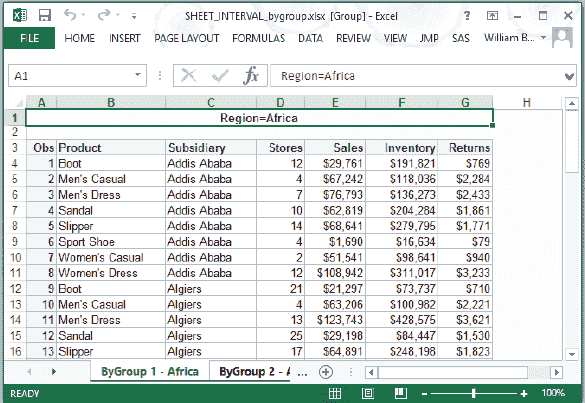 SHEET_INTERVAL_bygroup.xlsx [Group] - Excel
FILE HOME INSERT PAGE LAYOUT FORMULAS DATA REVIEW VIEW JMP SAS William B...
A1 fx Region=Africa
A B C D E F G H
1 Region=Africa
2
3 Obs Product Subsidiary Stores Sales Inventory Returns
4 1 Boot Addis Ababa 12 $29,761 $191,821 $769
5 2 Men's Casual Addis Ababa 4 $67,242 $118,036 $2,284
6 3 Men's Dress Addis Ababa 7 $76,793 $136,273 $2,433
7 4 Sandal Addis Ababa 10 $62,819 $204,284 $1,861
8 5 Slipper Addis Ababa 14 $68,641 $279,795 $1,771
9 6 Sport Shoe Addis Ababa 4 $1,690 $16,634 $79
10 7 Women's Casual Addis Ababa 2 $51,541 $98,641 $940
11 8 Women's Dress Addis Ababa 12 $108,942 $311,017 $3,233
12 9 Boot Algiers 21 $21,297 $73,737 $710
13 10 Men's Casual Algiers 4 $63,206 $100,982 $2,221
14 11 Men's Dress Algiers 13 $123,743 $428,575 $3,621
15 12 Sandal Algiers 25 $29,198 $84,447 $1,530
16 13 Slipper Algiers 17 $64,891 $248,198 $1,823
ByGroup 1 - Africa ByGroup 2 - A ...
READY 100%